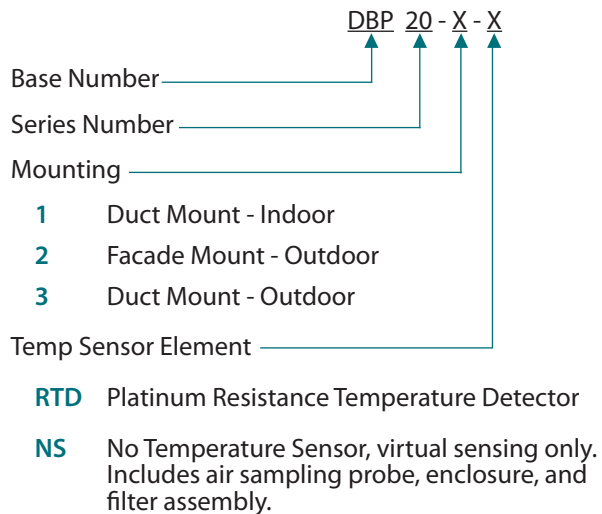 DBP 20 - X - X
Base Number
Series Number
Mounting
1 Duct Mount - Indoor
2 Facade Mount - Outdoor
3 Duct Mount - Outdoor
Temp Sensor Element
RTD Platinum Resistance Temperature Detector
NS No Temperature Sensor, virtual sensing only.
Includes air sampling probe, enclosure, and
filter assembly.